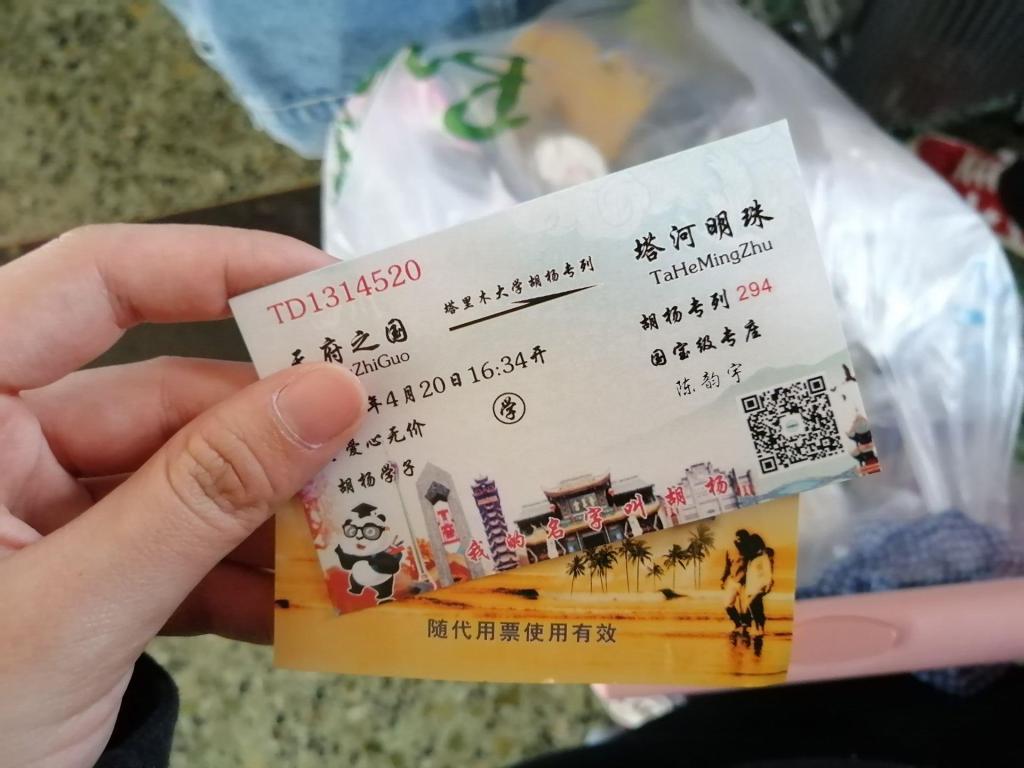 TD1314520
塔里木大学胡杨专列
塔河明珠
TaHeMingZhu
府之国
ZhiGuo
胡杨专列 294
年4月20日16:34开
国宝级专座
学
陈韵宇
爱心无价
胡杨学子
我的名字叫胡杨
随代用票使用有效